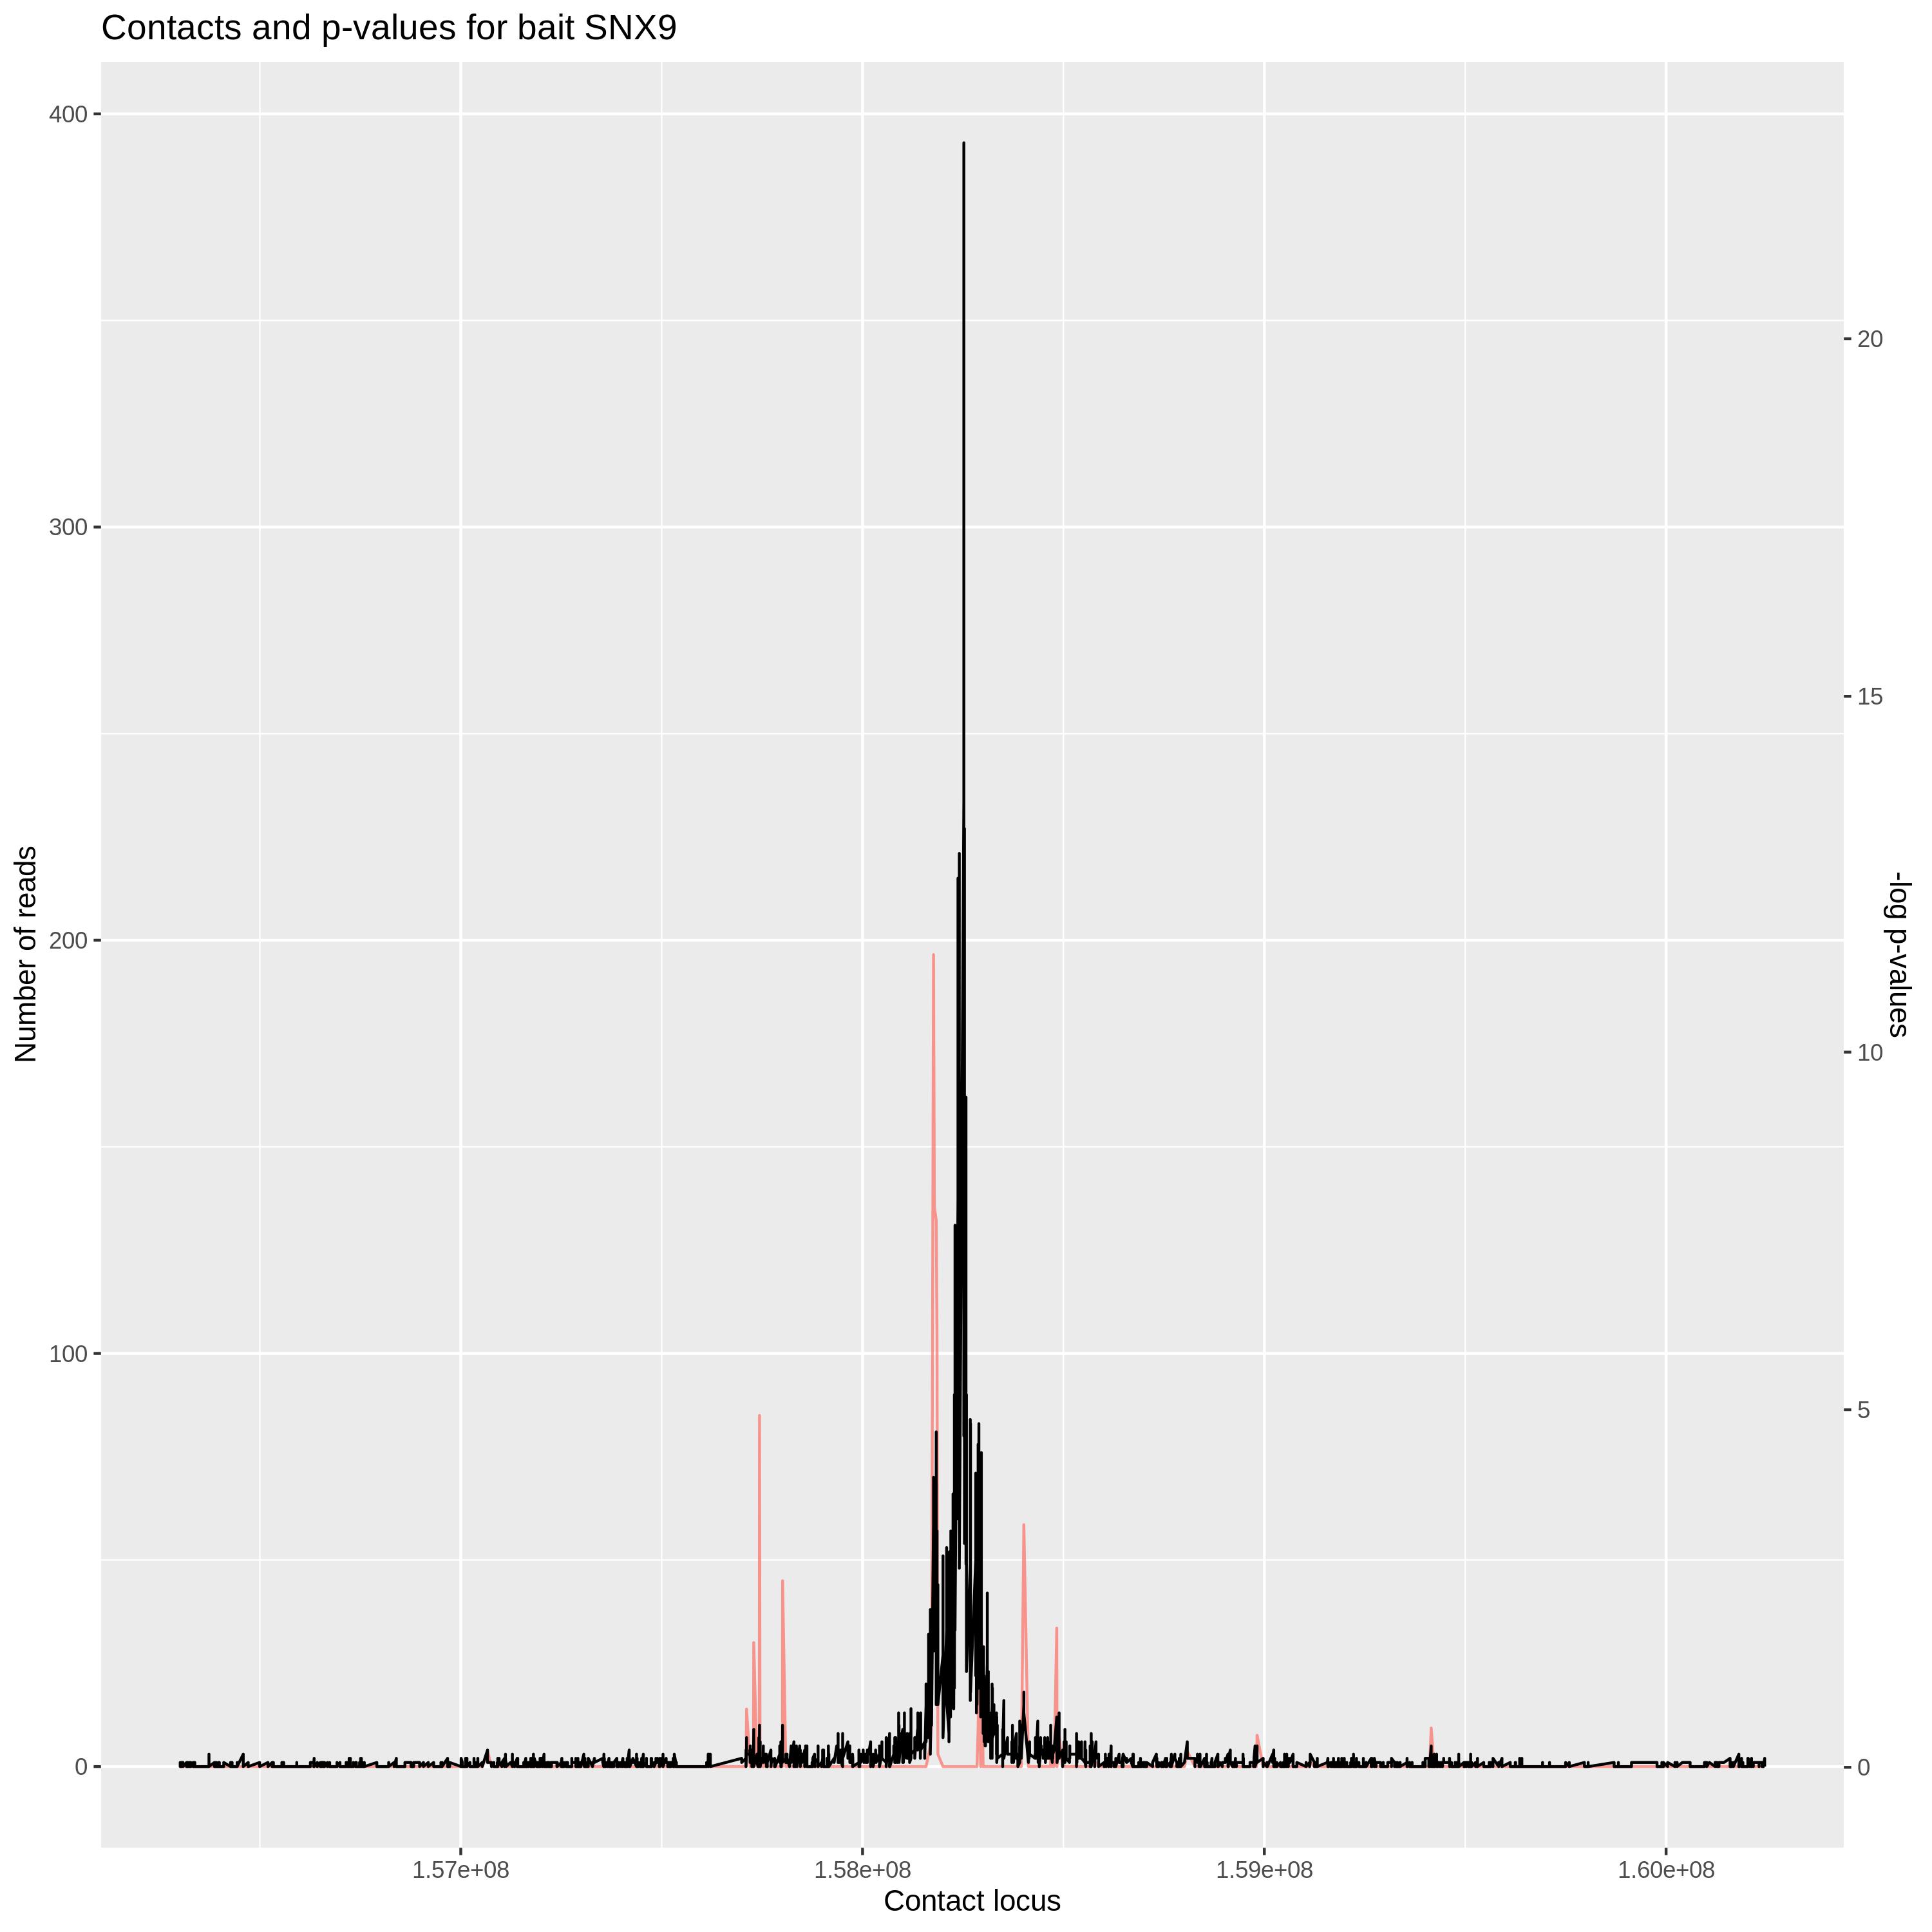 Contacts and p-values for bait SNX9
400
300
200
100
0
Number of reads
20
15
10
5
0
-log p-values
1.57e+08
1.58e+08
1.59e+08
1.60e+08
Contact locus